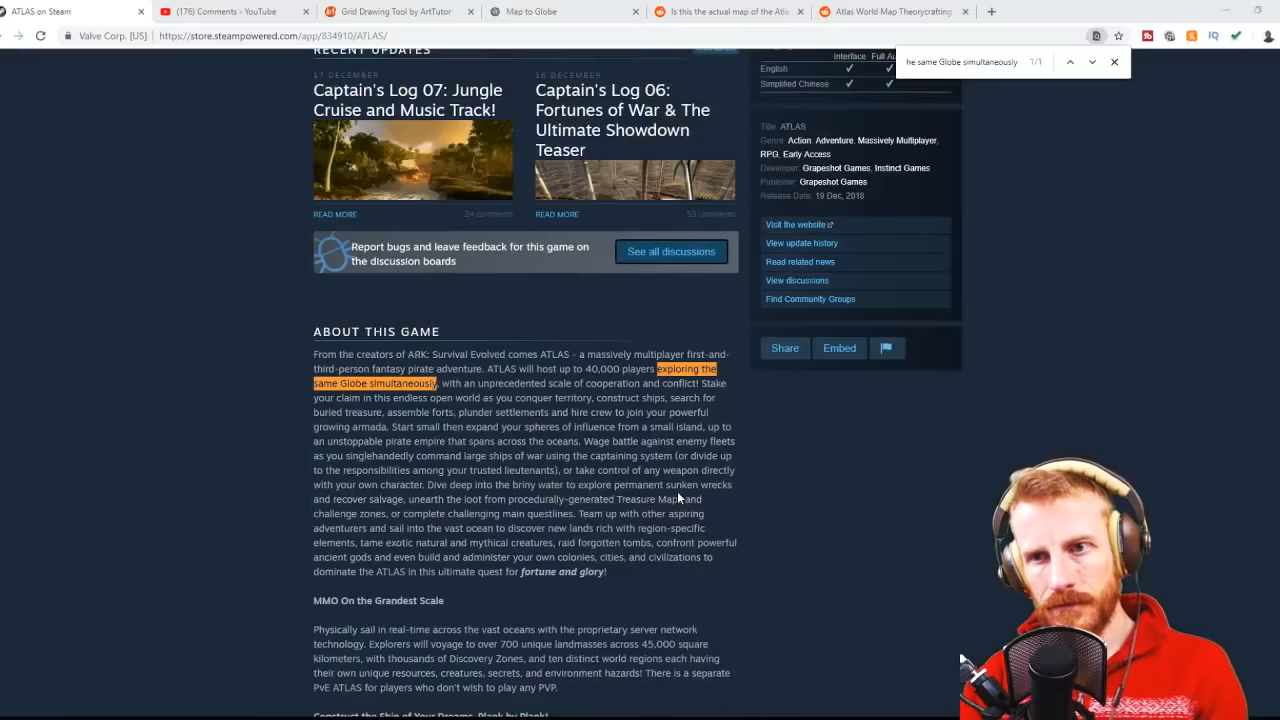 ATLAS on Steam
(176) Comments - YouTube
Grid Drawing Tool by ArtTutor
Map to Globe
Is this the actual map of the Atla
Atlas World Map Theorycrafting
Valve Corp. [US] | https://store.steampowered.com/app/834910/ATLAS/
he same Globe simultaneously 1/1
RECENT UPDATES
17 DECEMBER
Captain's Log 07: Jungle
Cruise and Music Track!
READ MORE
24 comments
16 DECEMBER
Captain's Log 06:
Fortunes of War & The
Ultimate Showdown
Teaser
READ MORE
53 comments
Interface Full Au
English
Simplified Chinese
Title: ATLAS
Genre: Action, Adventure, Massively Multiplayer,
RPG, Early Access
Developer: Grapeshot Games, Instinct Games
Publisher: Grapeshot Games
Release Date: 19 Dec, 2018
Visit the website
View update history
Read related news
View discussions
Find Community Groups
Share
Embed
Report bugs and leave feedback for this game on
the discussion boards
See all discussions
ABOUT THIS GAME
From the creators of ARK: Survival Evolved comes ATLAS - a massively multiplayer first-and-
third-person fantasy pirate adventure. ATLAS will host up to 40,000 players exploring the
same Globe simultaneously, with an unprecedented scale of cooperation and conflict! Stake
your claim in this endless open world as you conquer territory, construct ships, search for
buried treasure, assemble forts, plunder settlements and hire crew to join your powerful
growing armada. Start small then expand your spheres of influence from a small island, up to
an unstoppable pirate empire that spans across the oceans. Wage battle against enemy fleets
as you singlehandedly command large ships of war using the captaining system (or divide up
to the responsibilities among your trusted lieutenants), or take control of any weapon directly
with your own character. Dive deep into the briny water to explore permanent sunken wrecks
and recover salvage, unearth the loot from procedurally-generated Treasure Map and
challenge zones, or complete challenging main questlines. Team up with other aspiring
adventurers and sail into the vast ocean to discover new lands rich with region-specific
elements, tame exotic natural and mythical creatures, raid forgotten tombs, confront powerful
ancient gods and even build and administer your own colonies, cities, and civilizations to
dominate the ATLAS in this ultimate quest for fortune and glory!
MMO On the Grandest Scale
Physically sail in real-time across the vast oceans with the proprietary server network
technology. Explorers will voyage to over 700 unique landmasses across 45,000 square
kilometers, with thousands of Discovery Zones, and ten distinct world regions each having
their own unique resources, creatures, secrets, and environment hazards! There is a separate
PvE ATLAS for players who don't wish to play any PVP.
Construct the Ship of Your Dreams, Plank by Plank!